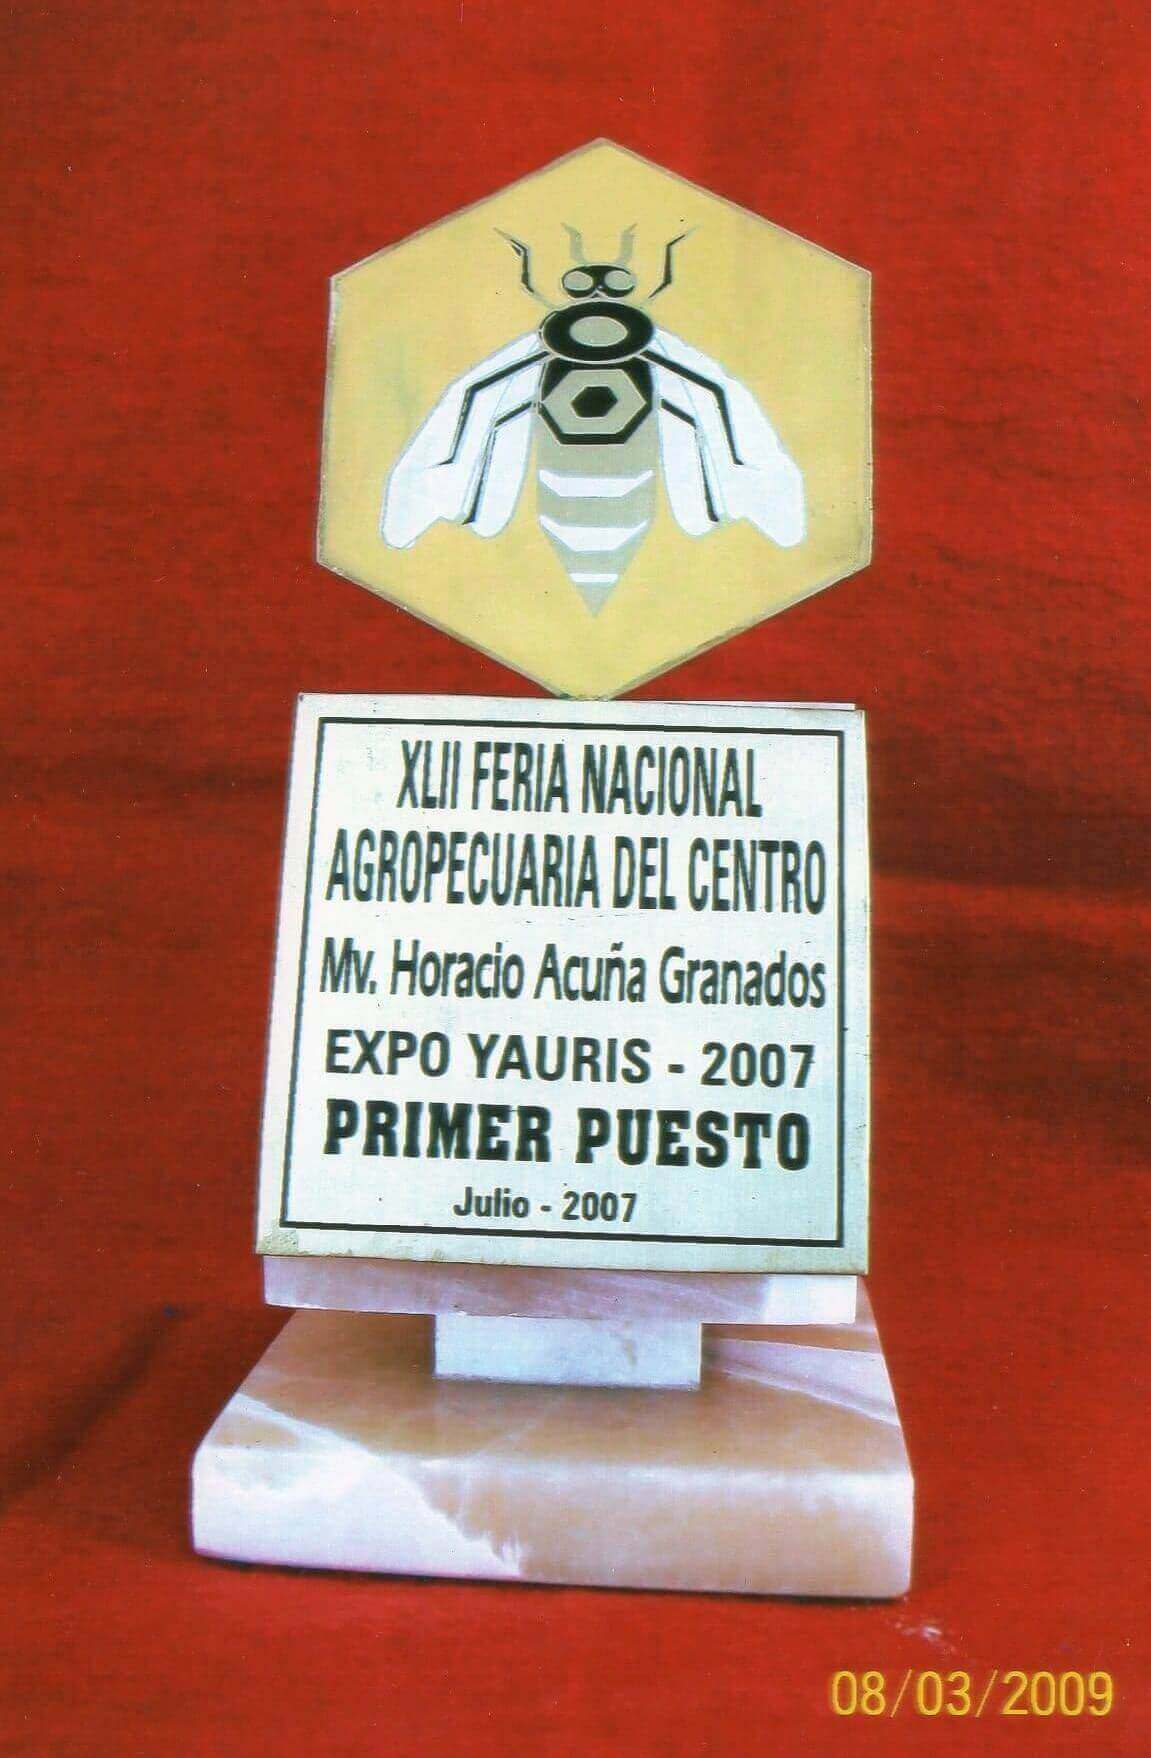 XLII FERIA NACIONAL
AGROPECUARIA DEL CENTRO
Mv. Horacio Acuña Granados
EXPO YAURIS - 2007
PRIMER PUESTO
Julio - 2007
08/03/2009